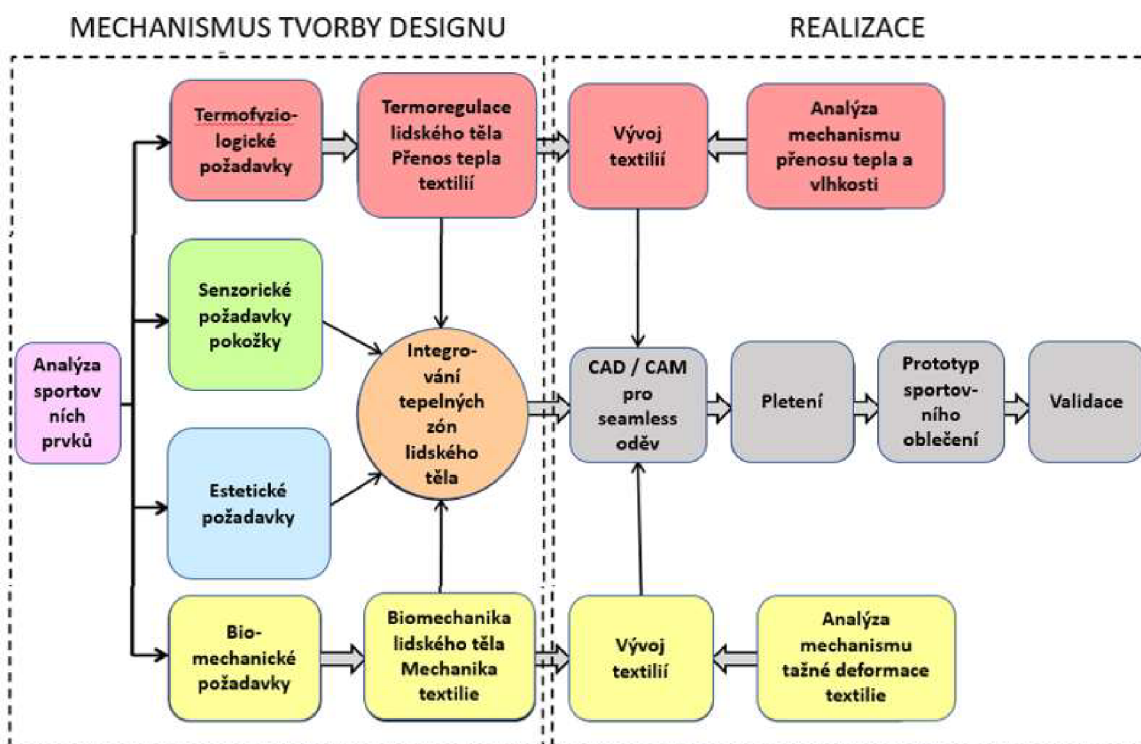 MECHANISMUS TVORBY DESIGNU
REALIZACE
Termofyzio-
logické
požadavky
Termoregulace
lidského těla
Přenos tepla
textilií
Vývoj
textilií
Analýza
mechanismu
přenosu tepla a
vlhkosti
Senzorické
požadavky
pokožky
Analýza
sportov
ních
prvků
Integro-
vání
tepelných
zón
lidského
těla
CAD / CAM
pro
seamless
oděv
Pletení
Prototyp
sportov-
ního
oblečení
Validace
Estetické
požadavky
Bio-
mechanické
požadavky
Biomechanika
lidského těla
Mechanika
textilie
Vývoj
textilií
Analýza
mechanismu
tažné deformace
textilie